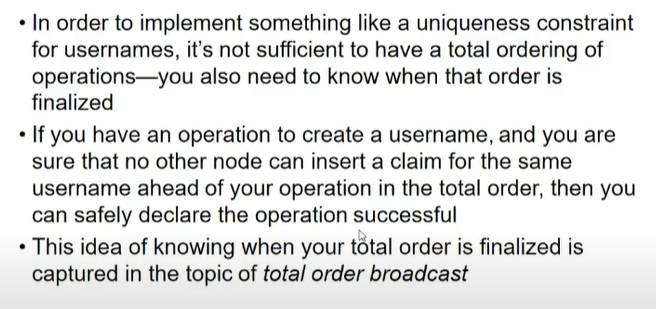 • In order to implement something like a uniqueness constraint
for usernames, it's not sufficient to have a total ordering of
operations—you also need to know when that order is
finalized
• If you have an operation to create a username, and you are
sure that no other node can insert a claim for the same
username ahead of your operation in the total order, then you
can safely declare the operation successful
• This idea of knowing when your total order is finalized is
captured in the topic of total order broadcast